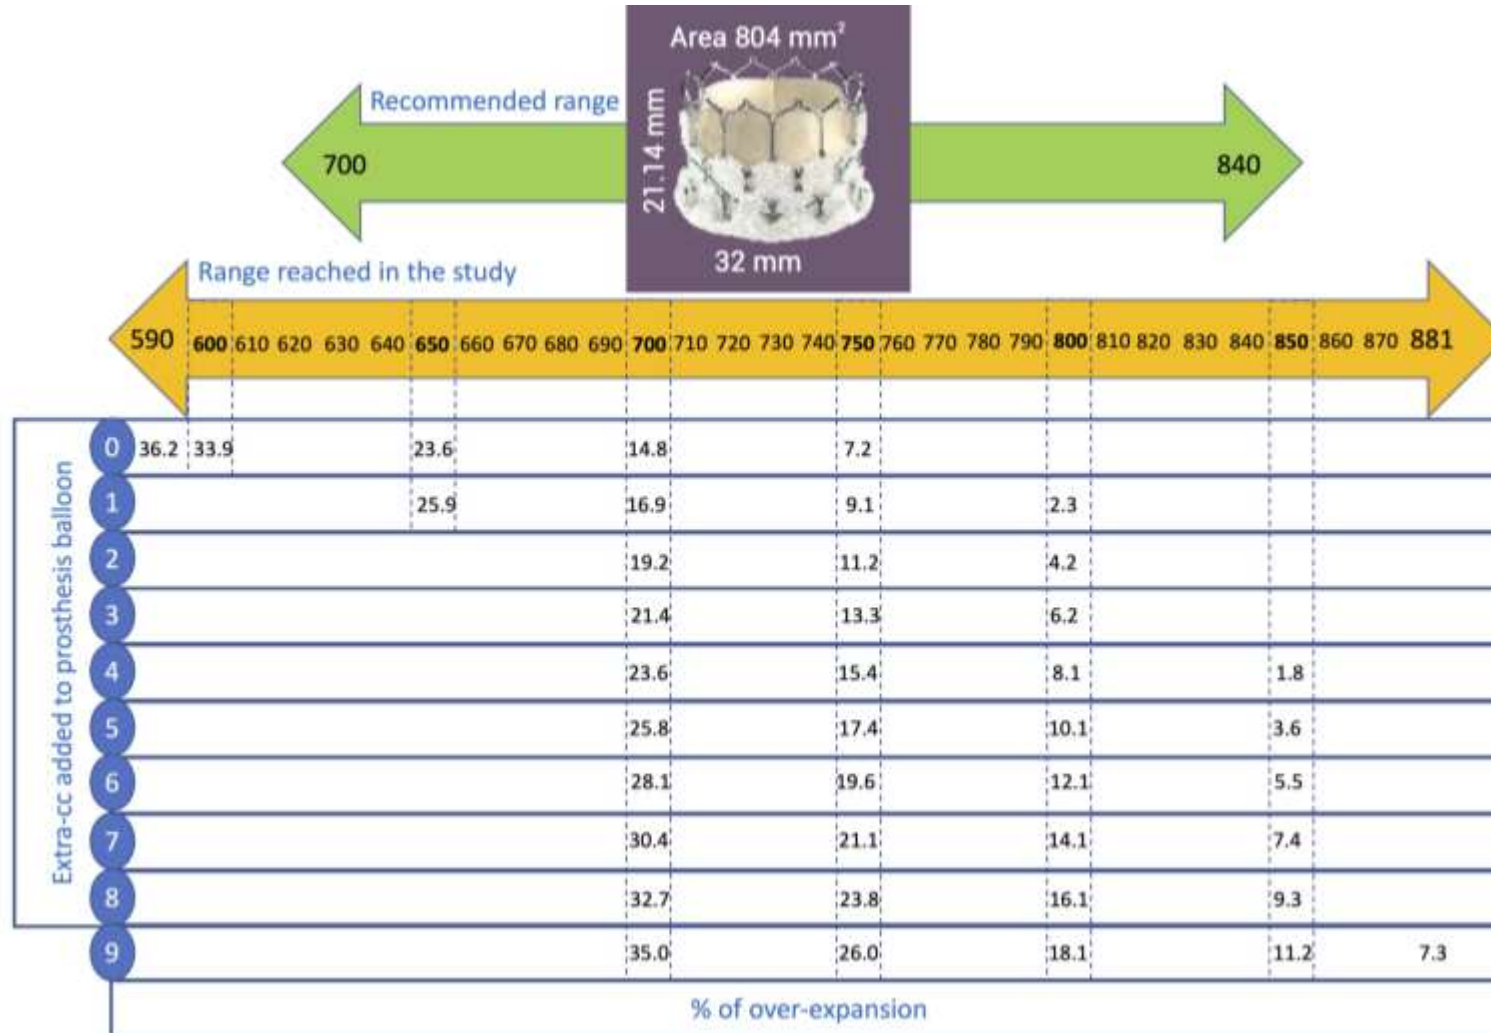 Area 804 mm²
Recommended range
21.14 mm
700
840
32 mm
Range reached in the study
590 600 610 620 630 640 650 660 670 680 690 700 710 720 730 740 750 760 770 780 790 800 810 820 830 840 850 860 870 881
Extra-cc added to prosthesis balloon
0 36.2 33.9 23.6 14.8 7.2
1 25.9 16.9 9.1 2.3
2 19.2 11.2 4.2
3 21.4 13.3 6.2
4 23.6 15.4 8.1 1.8
5 25.8 17.4 10.1 3.6
6 28.1 19.6 12.1 5.5
7 30.4 21.1 14.1 7.4
8 32.7 23.8 16.1 9.3
9 35.0 26.0 18.1 11.2 7.3
% of over-expansion